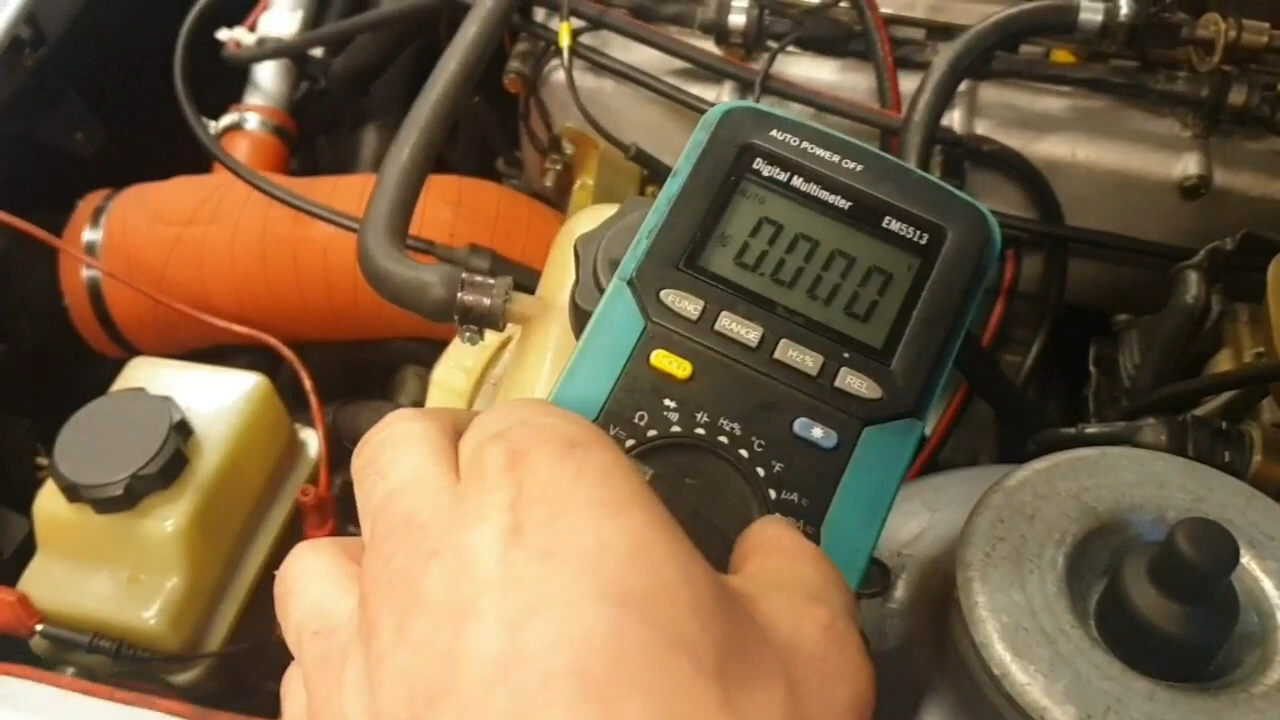 AUTO POWER OFF
Digital Multimeter
EM5513
AUTO
0.000
FUNC
RANGE
Hz%
REL
Ω
Hz%
°C
°F
V=
µA